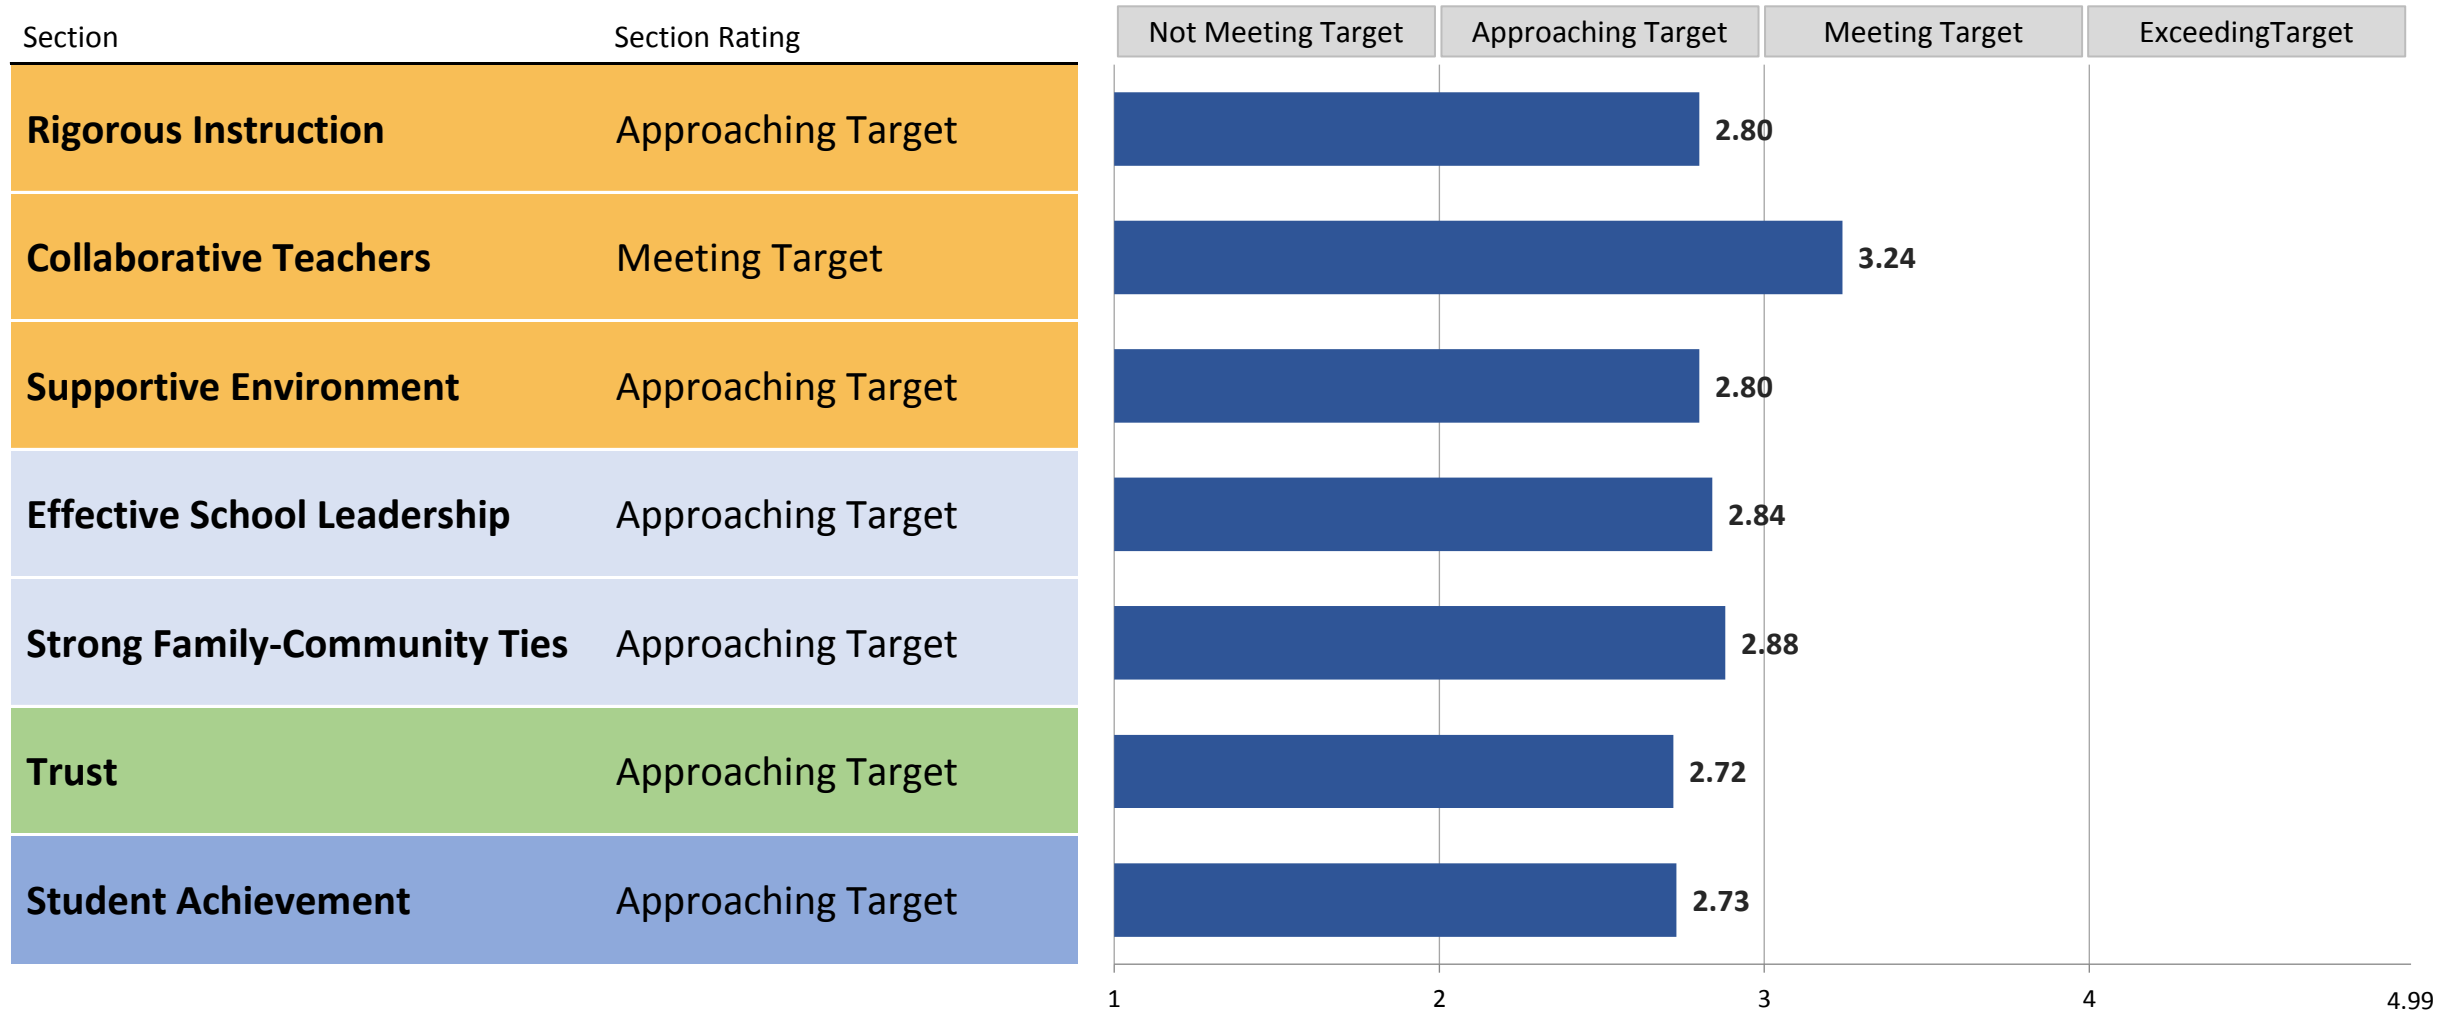 Section Section Rating Not Meeting Target Approaching Target Meeting Target ExceedingTarget
Rigorous Instruction Approaching Target 2.80
Collaborative Teachers Meeting Target 3.24
Supportive Environment Approaching Target 2.80
Effective School Leadership Approaching Target 2.84
Strong Family-Community Ties Approaching Target 2.88
Trust Approaching Target 2.72
Student Achievement Approaching Target 2.73
1 2 3 4 4.99